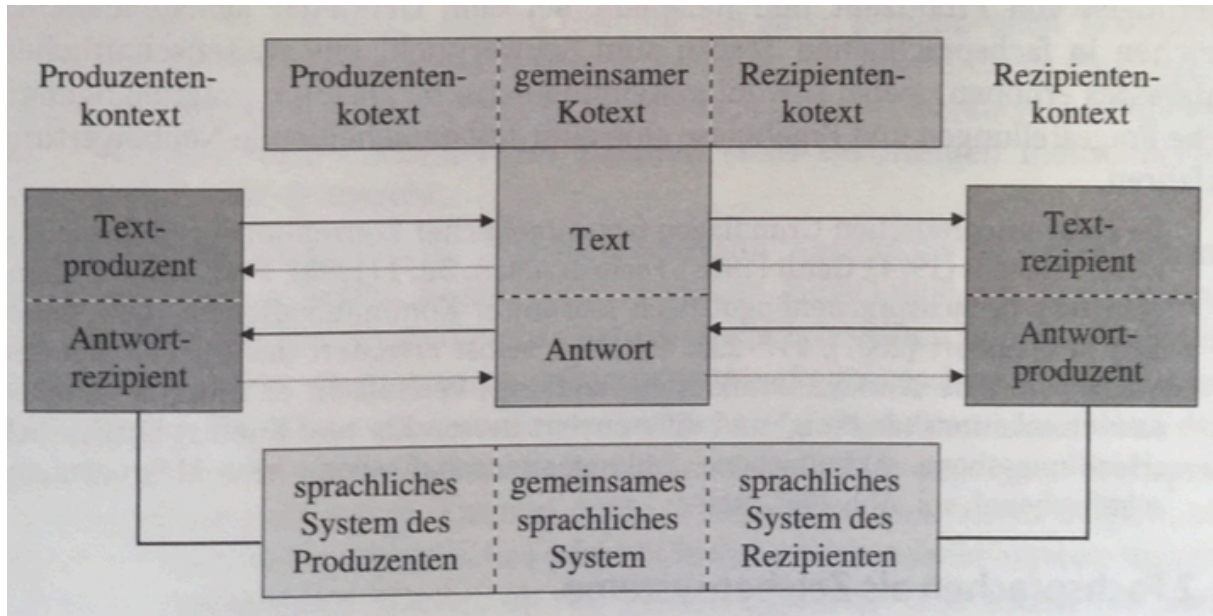 Produzenten-
kontext
Produzenten-
kotext
gemeinsamer
Kotext
Rezipienten-
kotext
Rezipienten-
kontext
Text-
produzent
Text
Text-
rezipient
Antwort-
rezipient
Antwort
Antwort-
produzent
sprachliches
System des
Produzenten
gemeinsames
sprachliches
System
sprachliches
System des
Rezipienten